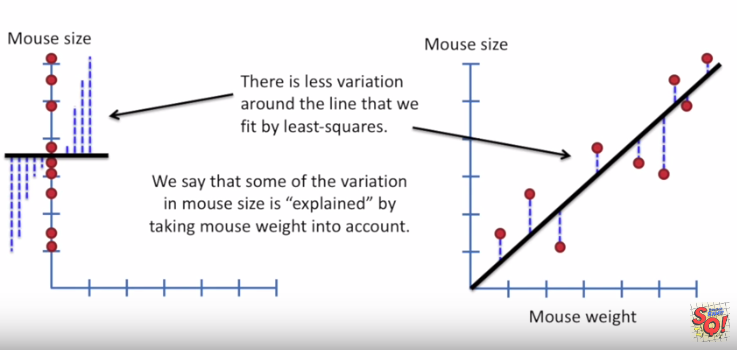 Mouse size
There is less variation
around the line that we
fit by least-squares.
We say that some of the variation
in mouse size is “explained” by
taking mouse weight into account.
Mouse size
Mouse weight
SQ!